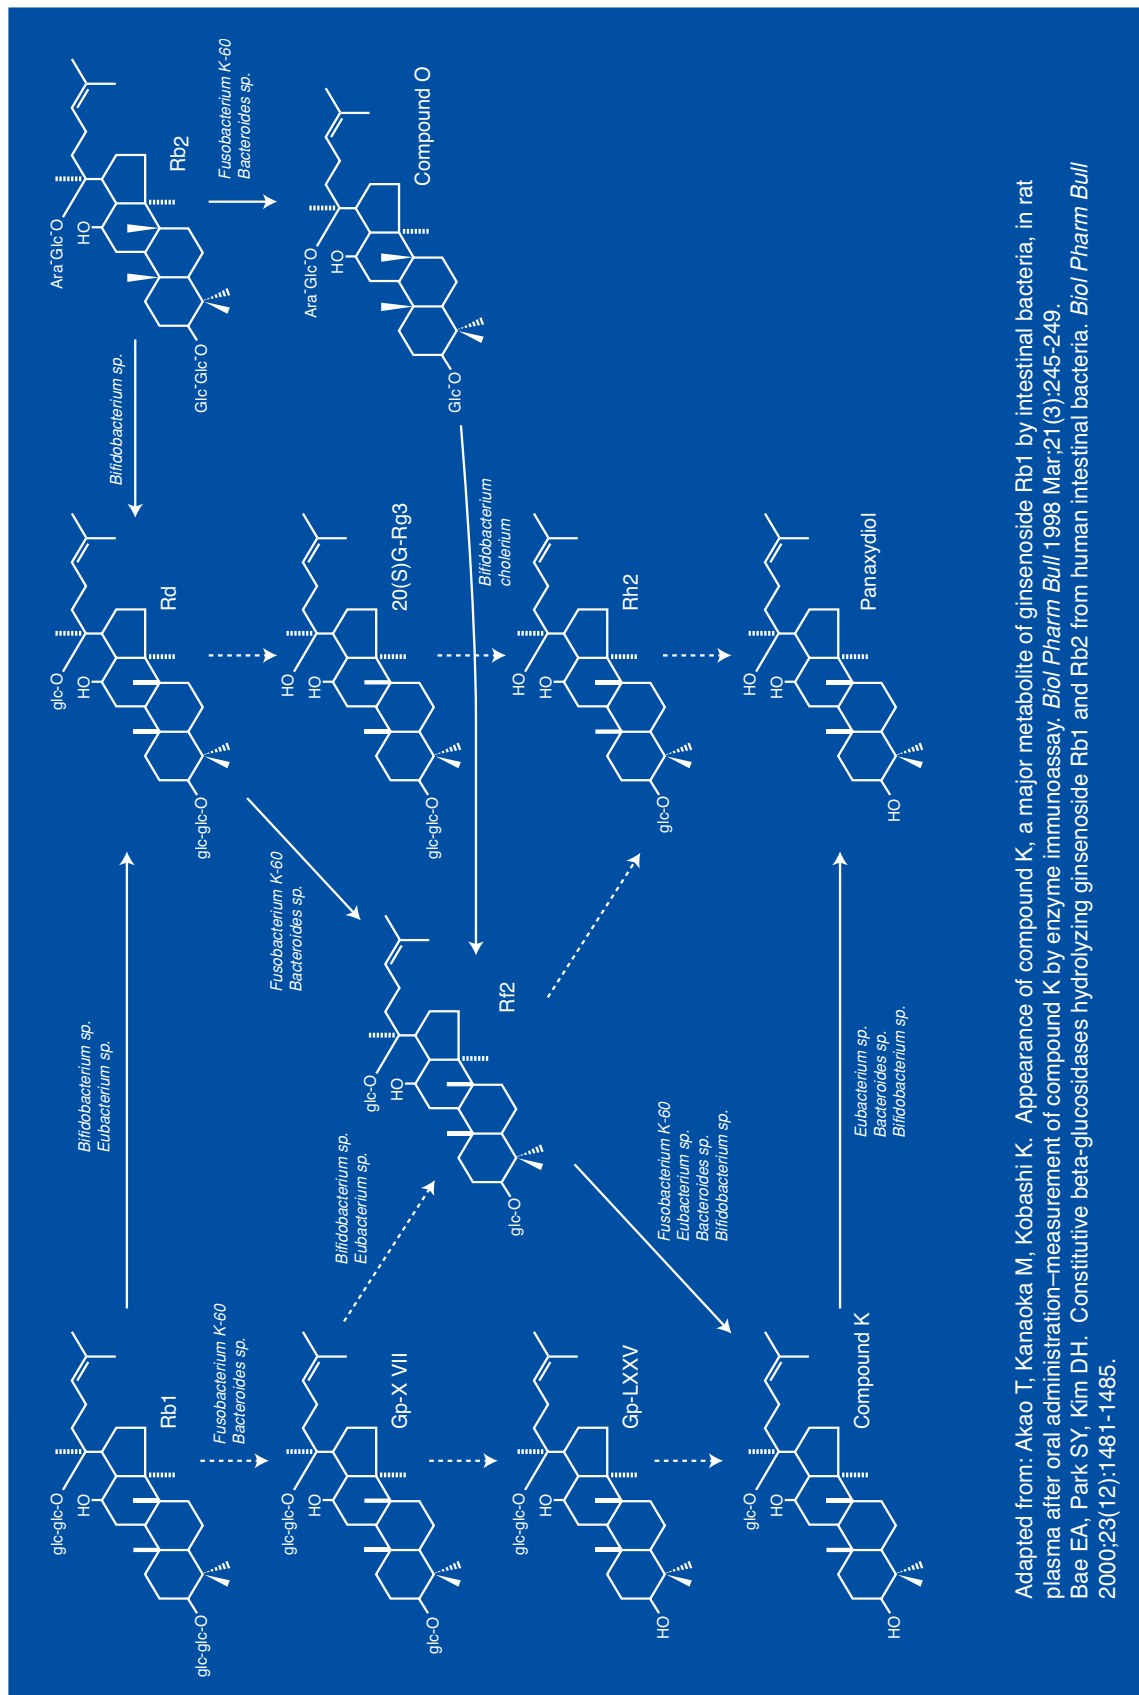 glc-glc-O
HO
glc-glc-O
Rb1
Bifidobacterium sp.
Eubacterium sp.
glc-O
HO
glc-glc-O
Rd
Bifidobacterium sp.
Ara-Glc-O
HO
Glc-Glc-O
Rb2
Fusobacterium K-60
Bacteroides sp.
Fusobacterium K-60
Bacteroides sp.
glc-glc-O
HO
glc-O
Gp-X VII
Bifidobacterium sp.
Eubacterium sp.
Fusobacterium K-60
Bacteroides sp.
HO
HO
glc-glc-O
20(S)G-Rg3
Ara-Glc-O
HO
Glc-O
Compound O
glc-O
HO
glc-O
Rf2
Bifidobacterium
cholerium
glc-glc-O
HO
HO
Gp-LXXV
Fusobacterium K-60
Eubacterium sp.
Bacteroides sp.
Bifidobacterium sp.
HO
HO
glc-O
Rh2
glc-O
HO
HO
Compound K
Eubacterium sp.
Bacteroides sp.
Bifidobacterium sp.
HO
HO
HO
Panaxydiol
Adapted from: Akao T, Kanaoka M, Kobashi K.  Appearance of compound K, a major metabolite of ginsenoside Rb1 by intestinal bacteria, in rat
plasma after oral administration–measurement of compound K by enzyme immunoassay. Biol Pharm Bull 1998 Mar;21(3):245-249.
Bae EA, Park SY, Kim DH.  Constitutive beta-glucosidases hydrolyzing ginsenoside Rb1 and Rb2 from human intestinal bacteria. Biol Pharm Bull
2000;23(12):1481-1485.